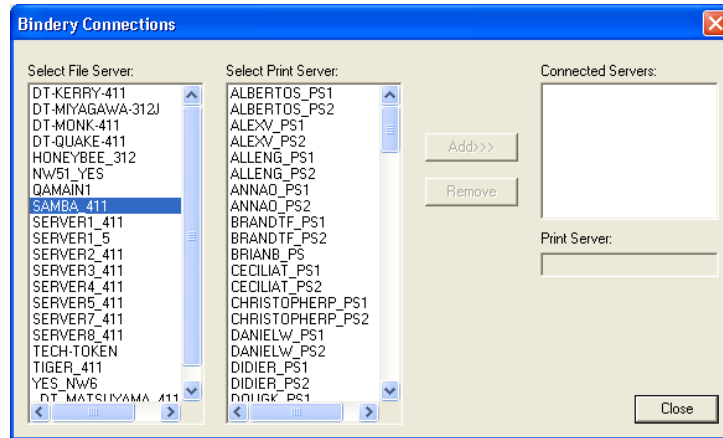 Bindery Connections
Select File Server:
DT-KERRY-411
DT-MIYAGAWA-312J
DT-MONK-411
DT-QUAKE-411
HONEYBEE_312
NW51_YES
QAMAIN1
SAMBA_411
SERVER1_411
SERVER1_5
SERVER2_411
SERVER3_411
SERVER4_411
SERVER5_411
SERVER7_411
SERVER8_411
TECH-TOKEN
TIGER_411
YES_NW6
_DT_MATSUYAMA_411
Select Print Server:
ALBERTOS_PS1
ALBERTOS_PS2
ALEXV_PS1
ALEXV_PS2
ALLENG_PS1
ALLENG_PS2
ANNAO_PS1
ANNAO_PS2
BRANDTF_PS1
BRANDTF_PS2
BRIANB_PS
CECILIAT_PS1
CECILIAT_PS2
CHRISTOPHERP_PS1
CHRISTOPHERP_PS2
DANIELW_PS1
DANIELW_PS2
DIDIER_PS1
DIDIER_PS2
DOUGK_PS1
Add>>>
Remove
Connected Servers:
Print Server:
Close